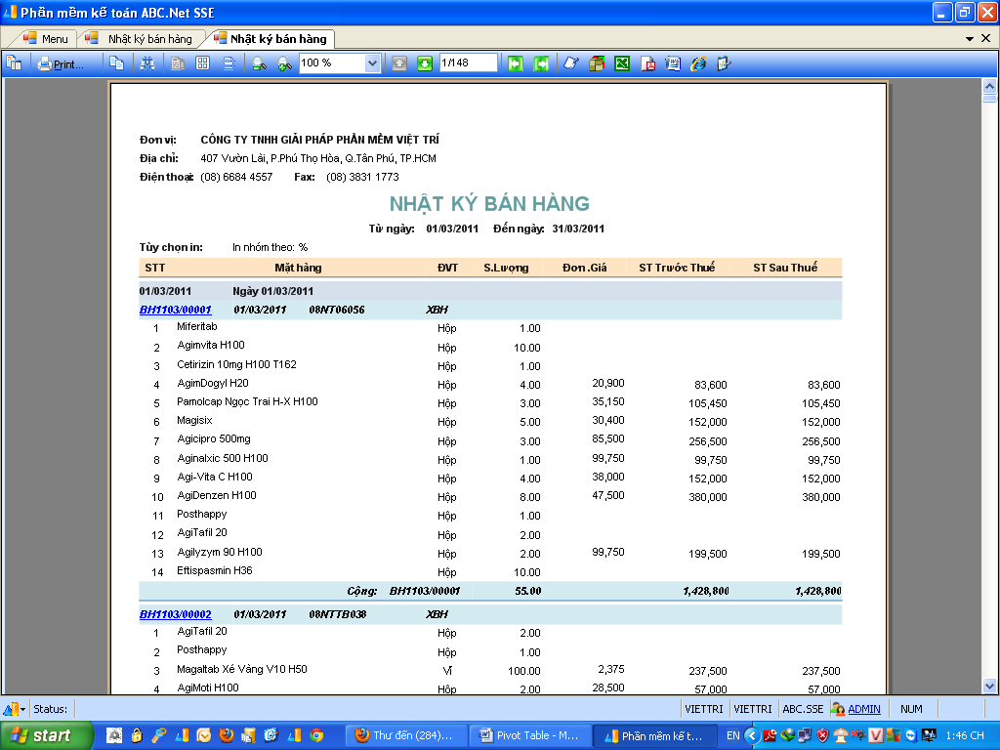 Phần mềm kế toán ABC.Net SSE
Menu Nhật ký bán hàng Nhật ký bán hàng
Print... 100 % 1/148
Đơn vị: CÔNG TY TNHH GIẢI PHÁP PHẦN MỀM VIỆT TRÍ
Địa chỉ: 407 Vườn Lài, P.Phú Thọ Hòa, Q.Tân Phú, TP.HCM
Điện thoại: (08) 6684 4557 Fax: (08) 3831 1773
NHẬT KÝ BÁN HÀNG
Từ ngày: 01/03/2011 Đến ngày: 31/03/2011
Tùy chọn in: In nhóm theo: %
STT Mặt hàng ĐVT S.Lượng Đơn .Giá ST Trước Thuế ST Sau Thuế
01/03/2011 Ngày 01/03/2011
BH1103/00001 01/03/2011 08NT06056 XBH
1 Miferitab Hộp 1.00
2 Agimvita H100 Hộp 10.00
3 Cetirizin 10mg H100 T162 Hộp 1.00
4 AgimDogyl H20 Hộp 4.00 20,900 83,600 83,600
5 Pamolcap Ngọc Trai H-X H100 Hộp 3.00 35,150 105,450 105,450
6 Magisix Hộp 5.00 30,400 152,000 152,000
7 Agicipro 500mg Hộp 3.00 85,500 256,500 256,500
8 Aginalxic 500 H100 Hộp 1.00 99,750 99,750 99,750
9 Agi-Vita C H100 Hộp 4.00 38,000 152,000 152,000
10 AgiDenzen H100 Hộp 8.00 47,500 380,000 380,000
11 Posthappy Hộp 1.00
12 AgiTafil 20 Hộp 2.00
13 Agilyzym 90 H100 Hộp 2.00 99,750 199,500 199,500
14 Eftispasmin H36 Hộp 10.00
Cộng: BH1103/00001 55.00 1,428,800 1,428,800
BH1103/00002 01/03/2011 08NTTB038 XBH
1 AgiTafil 20 Hộp 2.00
2 Posthappy Hộp 1.00
3 Magaltab Xé Vàng V10 H50 Vĩ 100.00 2,375 237,500 237,500
4 AgiMoti H100 Hộp 2.00 28,500 57,000 57,000
Status: VIETTRI VIETTRI ABC.SSE ADMIN NUM
start Thư đến (284)... Pivot Table - M... Phần mềm kế t... EN 1:46 CH